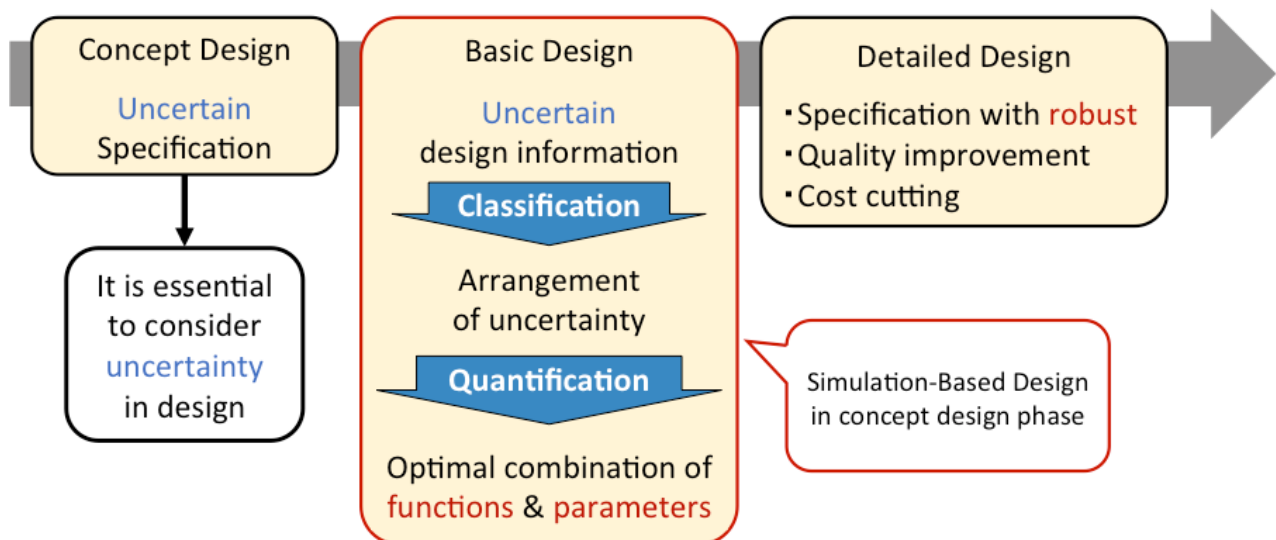 Concept Design
Uncertain
Specification
It is essential
to consider
uncertainty
in design
Basic Design
Uncertain
design information
Classification
Arrangement
of uncertainty
Quantification
Optimal combination of
functions & parameters
Detailed Design
・Specification with robust
・Quality improvement
・Cost cutting
Simulation-Based Design
in concept design phase